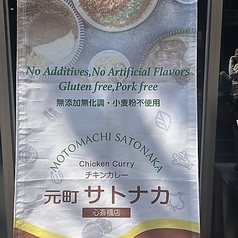 No Additives,No Artificial Flavors
Gluten free,Pork free
無添加無化調・小麦粉不使用
MOTOMACHI SATONAKA
Chicken Curry
チキンカレー
元町 サトナカ
心斎橋店